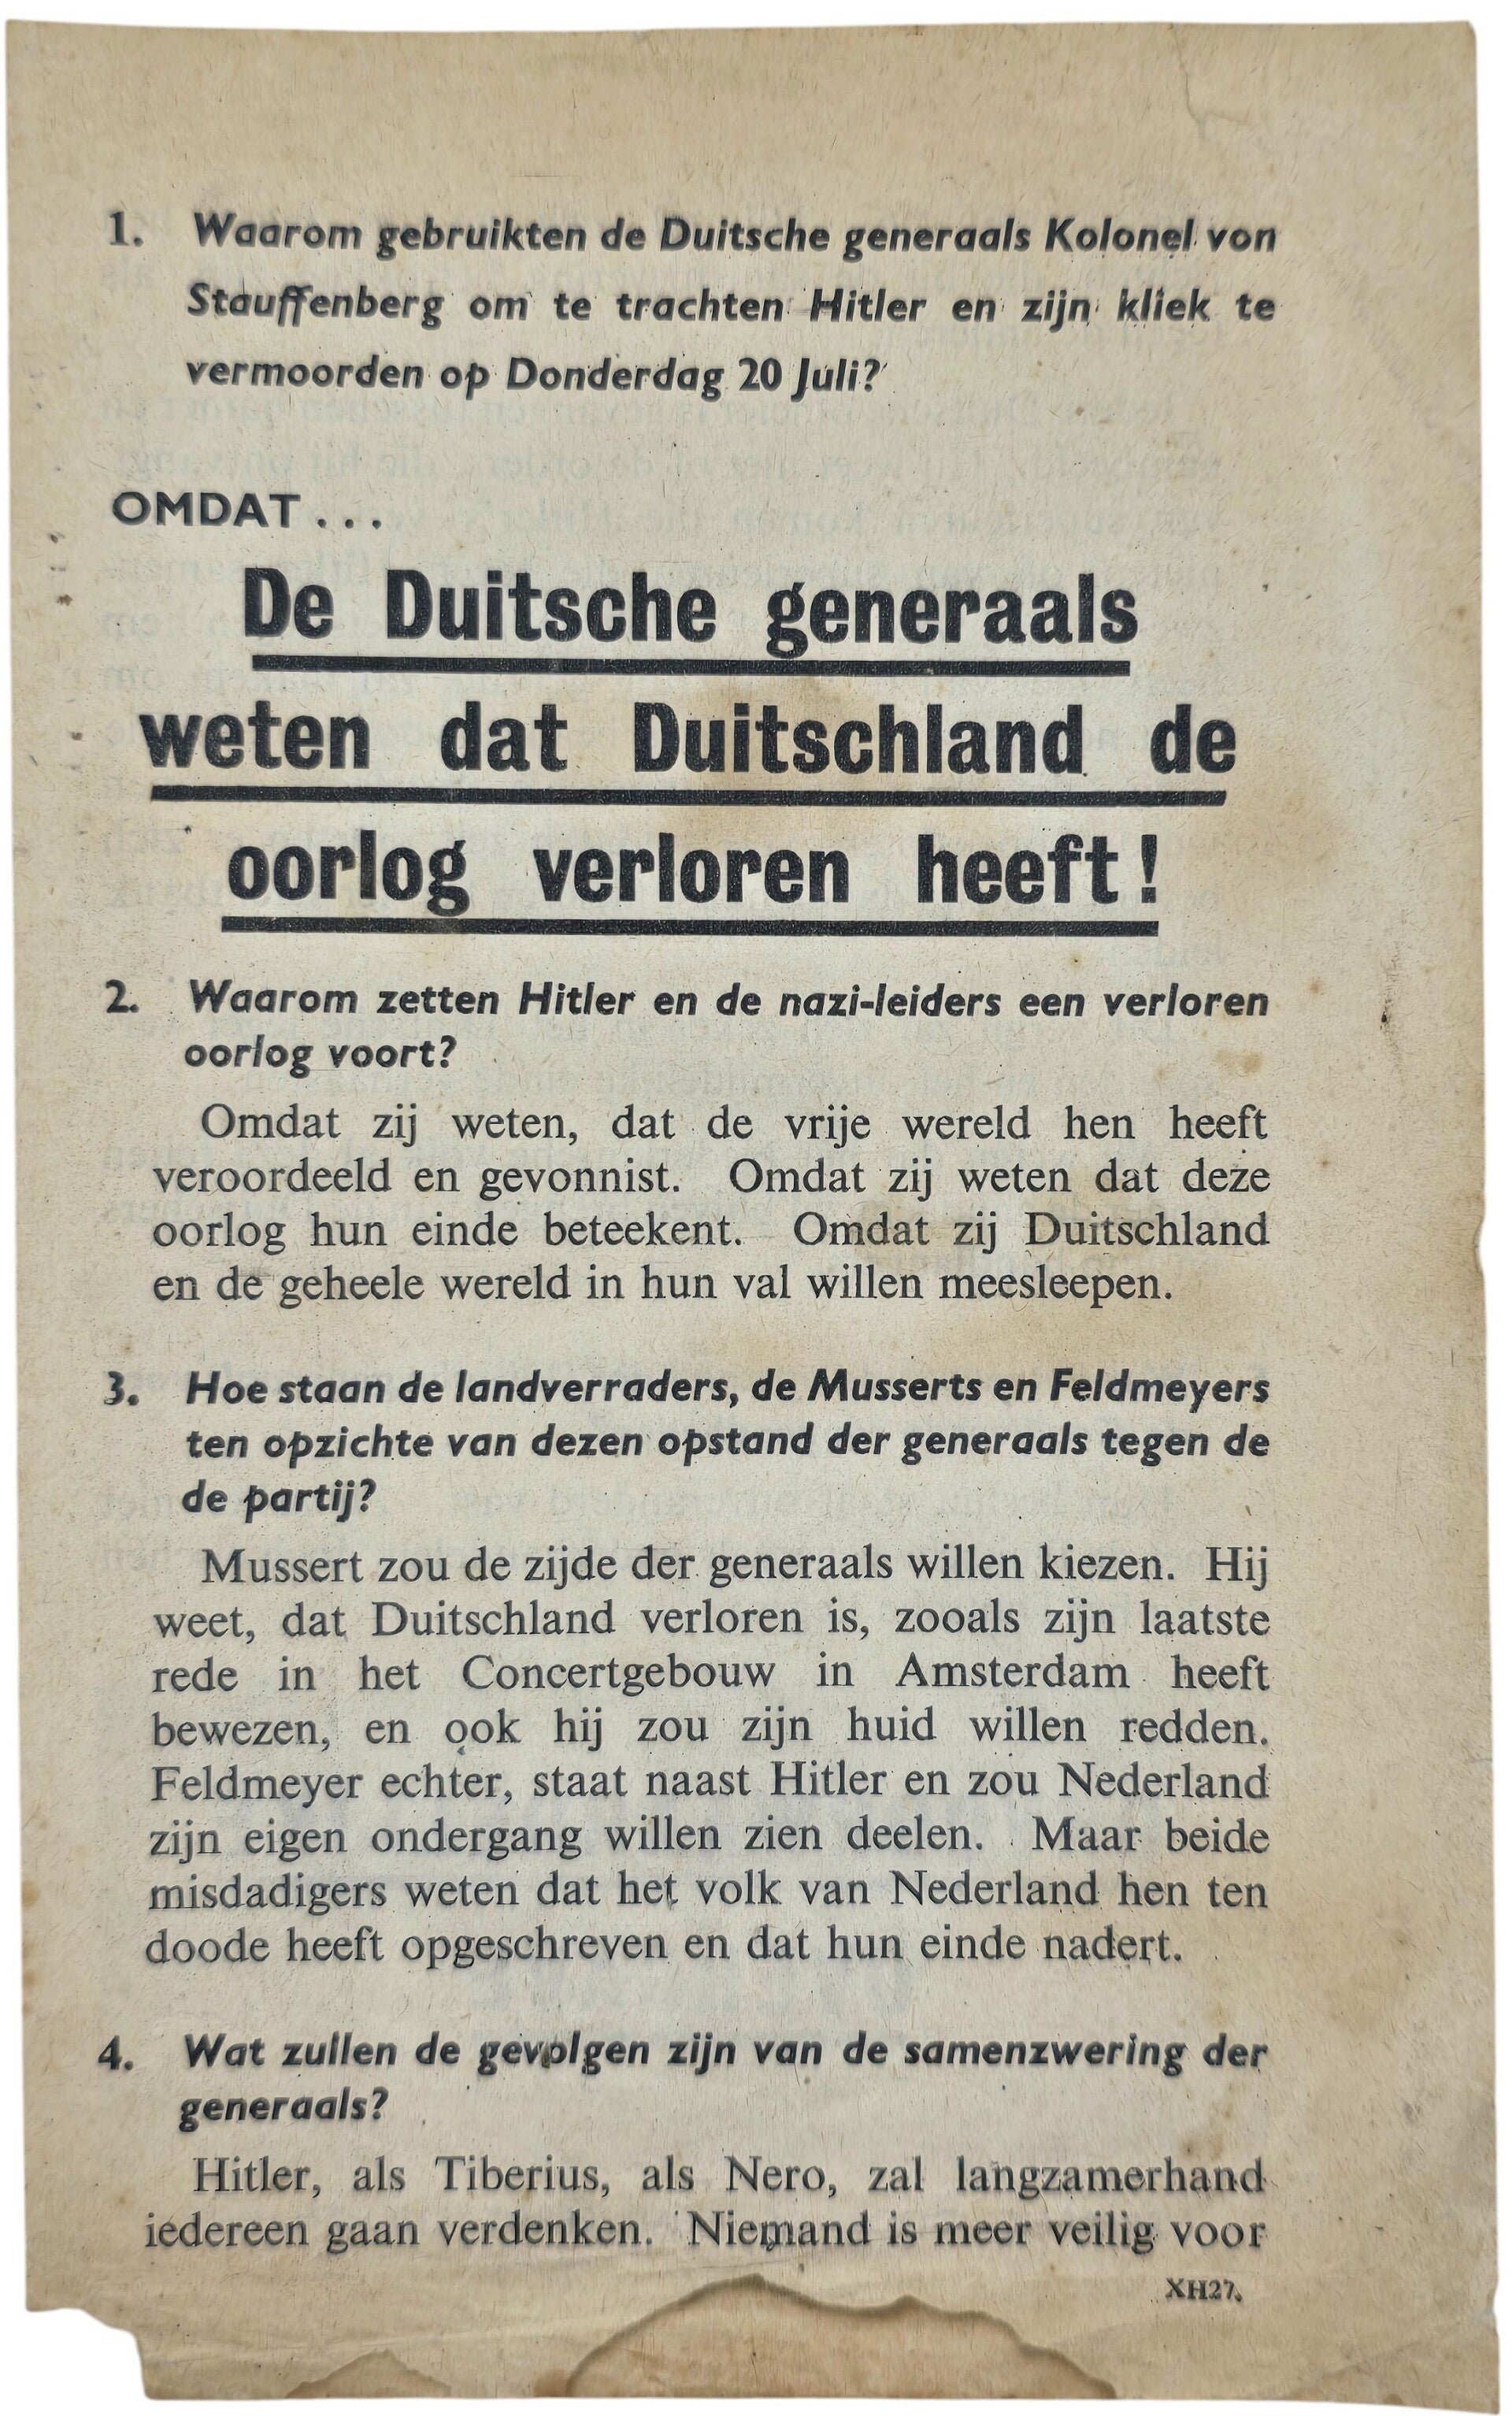 1. Waarom gebruikten de Duitsche generaals Kolonel von
Stauffenberg om te trachten Hitler en zijn kliek te
vermoorden op Donderdag 20 Juli?
OMDAT...
De Duitsche generaals
weten dat Duitschland de
oorlog verloren heeft!
2. Waarom zetten Hitler en de nazi-leiders een verloren
oorlog voort?
Omdat zij weten, dat de vrije wereld hen heeft
veroordeeld en gevonnist. Omdat zij weten dat deze
oorlog hun einde beteekent. Omdat zij Duitschland
en de geheele wereld in hun val willen meesleepen.
3. Hoe staan de landverraders, de Musserts en Feldmeyers
ten opzichte van dezen opstand der generaals tegen de
de partij?
Mussert zou de zijde der generaals willen kiezen. Hij
weet, dat Duitschland verloren is, zooals zijn laatste
rede in het Concertgebouw in Amsterdam heeft
bewezen, en ook hij zou zijn huid willen redden.
Feldmeyer echter, staat naast Hitler en zou Nederland
zijn eigen ondergang willen zien deelen. Maar beide
misdadigers weten dat het volk van Nederland hen ten
doode heeft opgeschreven en dat hun einde nadert.
4. Wat zullen de gevolgen zijn van de samenzwering der
generaals?
Hitler, als Tiberius, als Nero, zal langzamerhand
iedereen gaan verdenken. Niemand is meer veilig voor
XH27.